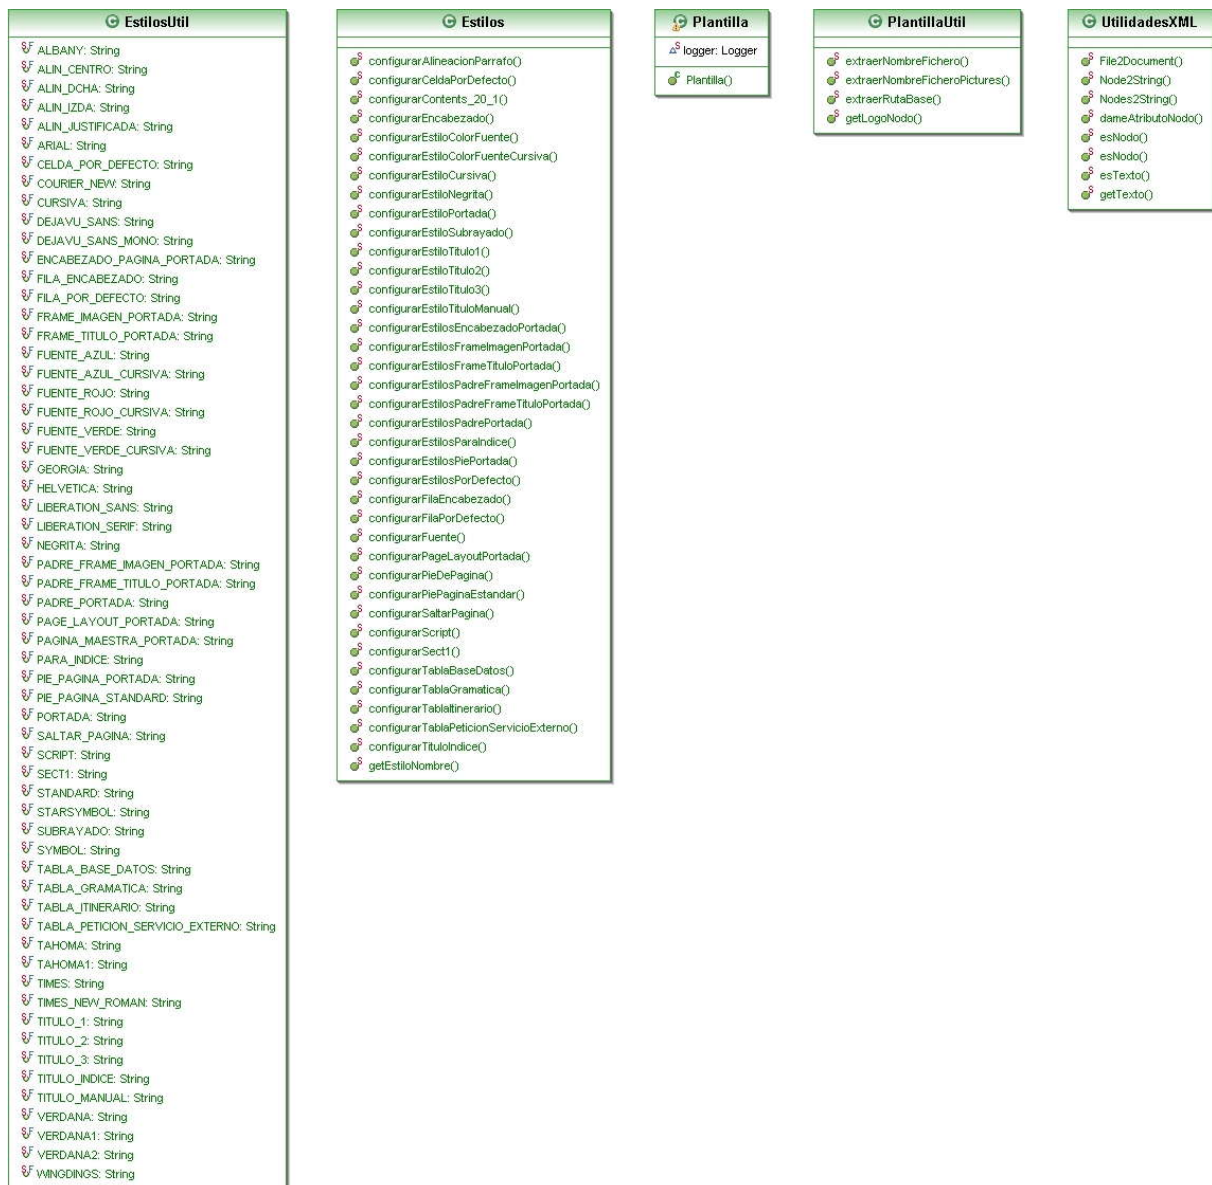 EstilosUtil
ALBANY: String
ALIN_CENTRO: String
ALIN_DCHA: String
ALIN_IZDA: String
ALIN_JUSTIFICADA: String
ARIAL: String
CELDA_POR_DEFECTO: String
COURIER_NEW: String
CURSIVA: String
DEJAVU_SANS: String
DEJAVU_SANS_MONO: String
ENCABEZADO_PAGINA_PORTADA: String
FILA_ENCABEZADO: String
FILA_POR_DEFECTO: String
FRAME_IMAGEN_PORTADA: String
FRAME_TITULO_PORTADA: String
FUENTE_AZUL: String
FUENTE_AZUL_CURSIVA: String
FUENTE_ROJO: String
FUENTE_ROJO_CURSIVA: String
FUENTE_VERDE: String
FUENTE_VERDE_CURSIVA: String
GEORGIA: String
HELVETICA: String
LIBERATION_SANS: String
LIBERATION_SERIF: String
NEGRITA: String
PADRE_FRAME_IMAGEN_PORTADA: String
PADRE_FRAME_TITULO_PORTADA: String
PADRE_PORTADA: String
PAGE_LAYOUT_PORTADA: String
PAGINA_MAESTRA_PORTADA: String
PARA_INDICE: String
PIE_PAGINA_PORTADA: String
PIE_PAGINA_STANDARD: String
PORTADA: String
SALTAR_PAGINA: String
SCRIPT: String
SECT1: String
STANDARD: String
STARSYMBOL: String
SUBRAYADO: String
SYMBOL: String
TABLA_BASE_DATOS: String
TABLA_GRAMATICA: String
TABLA_ITINERARIO: String
TABLA_PETICION_SERVICIO_EXTERNO: String
TAHOMA: String
TAHOMA1: String
TIMES: String
TIMES_NEW_ROMAN: String
TITULO_1: String
TITULO_2: String
TITULO_3: String
TITULO_INDICE: String
TITULO_MANUAL: String
VERDANA: String
VERDANA1: String
VERDANA2: String
WINGDINGS: String
Estilos
configurarAlineacionParrafo()
configurarCeldaPorDefecto()
configurarContents_20_1()
configurarEncabezado()
configurarEstiloColorFuente()
configurarEstiloColorFuenteCursiva()
configurarEstiloCursiva()
configurarEstiloNegrita()
configurarEstiloPortada()
configurarEstiloSubrayado()
configurarEstiloTitulo1()
configurarEstiloTitulo2()
configurarEstiloTitulo3()
configurarEstiloTituloManual()
configurarEstilosEncabezadoPortada()
configurarEstilosFrameImagenPortada()
configurarEstilosFrameTituloPortada()
configurarEstilosPadreFrameImagenPortada()
configurarEstilosPadreFrameTituloPortada()
configurarEstilosPadrePortada()
configurarEstilosParaIndice()
configurarEstilosPiePortada()
configurarEstilosPorDefecto()
configurarFilaEncabezado()
configurarFilaPorDefecto()
configurarFuente()
configurarPageLayoutPortada()
configurarPieDePagina()
configurarPiePaginaEstandar()
configurarSaltarPagina()
configurarScript()
configurarSect1()
configurarTablaBaseDatos()
configurarTablaGramatica()
configurarTablaItinerario()
configurarTablaPeticionServicioExterno()
configurarTituloIndice()
getEstiloNombre()
Plantilla
logger: Logger
Plantilla()
PlantillaUtil
extraerNombreFichero()
extraerNombreFicheroPictures()
extraerRutaBase()
getLogoNodo()
UtilidadesXML
File2Document()
Node2String()
Nodes2String()
dameAtributoNodo()
esNodo()
esNodo()
esTexto()
getTexto()